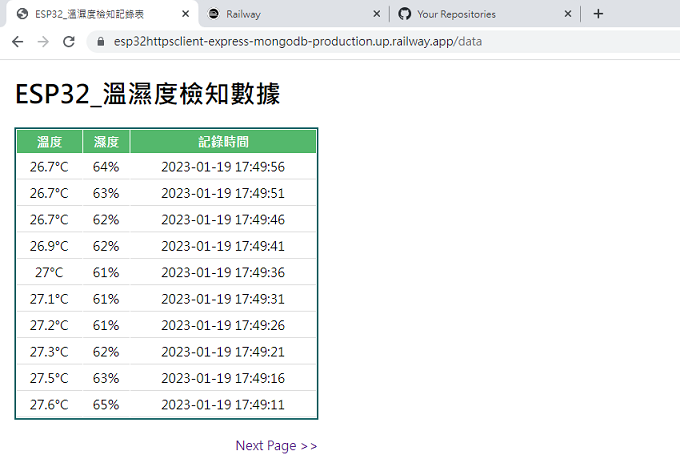 ESP32_溫濕度檢知記錄表
Railway
Your Repositories
esp32httpsclient-express-mongodb-production.up.railway.app/data
ESP32_溫濕度檢知數據
溫度 濕度 記錄時間
26.7°C 64% 2023-01-19 17:49:56
26.7°C 63% 2023-01-19 17:49:51
26.7°C 62% 2023-01-19 17:49:46
26.9°C 62% 2023-01-19 17:49:41
27°C 61% 2023-01-19 17:49:36
27.1°C 61% 2023-01-19 17:49:31
27.2°C 61% 2023-01-19 17:49:26
27.3°C 62% 2023-01-19 17:49:21
27.5°C 63% 2023-01-19 17:49:16
27.6°C 65% 2023-01-19 17:49:11
Next Page >>